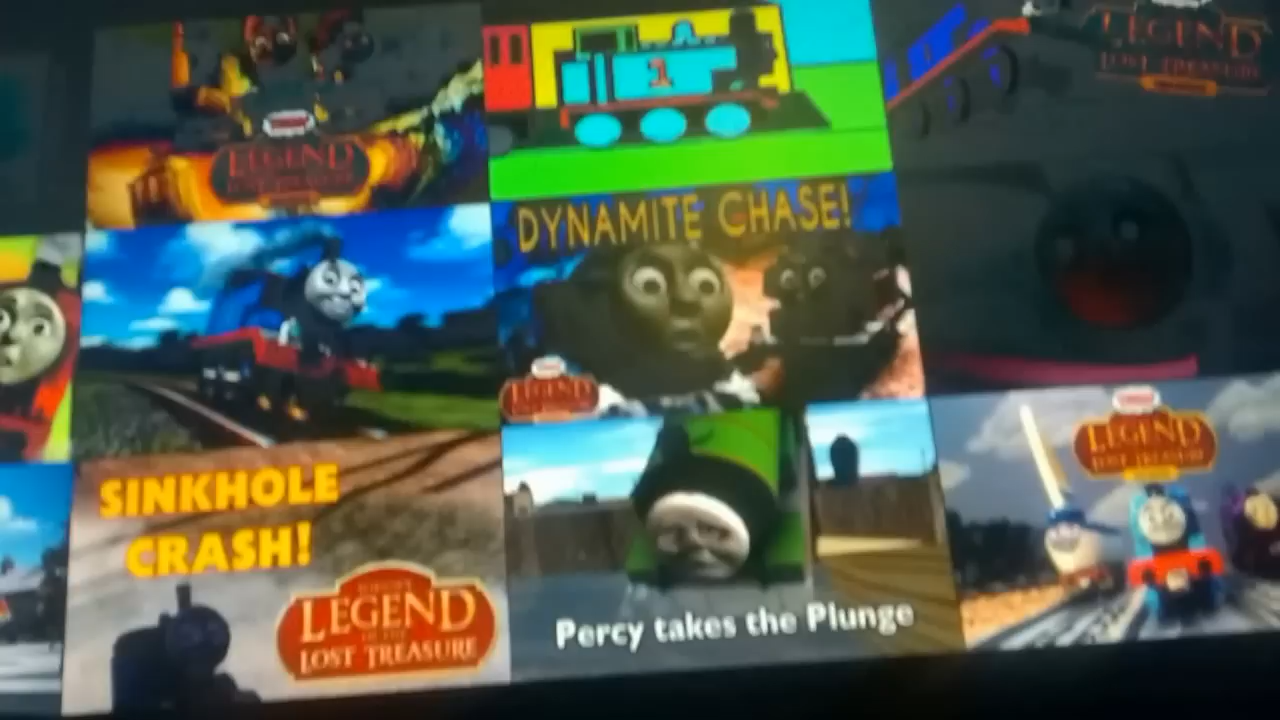 LEGEND
LOST TREASURE
LEGEND
1
DYNAMITE CHASE!
LEGEND
LOST TREASURE
SINKHOLE
CRASH!
LEGEND
LOST TREASURE
Percy takes the Plunge